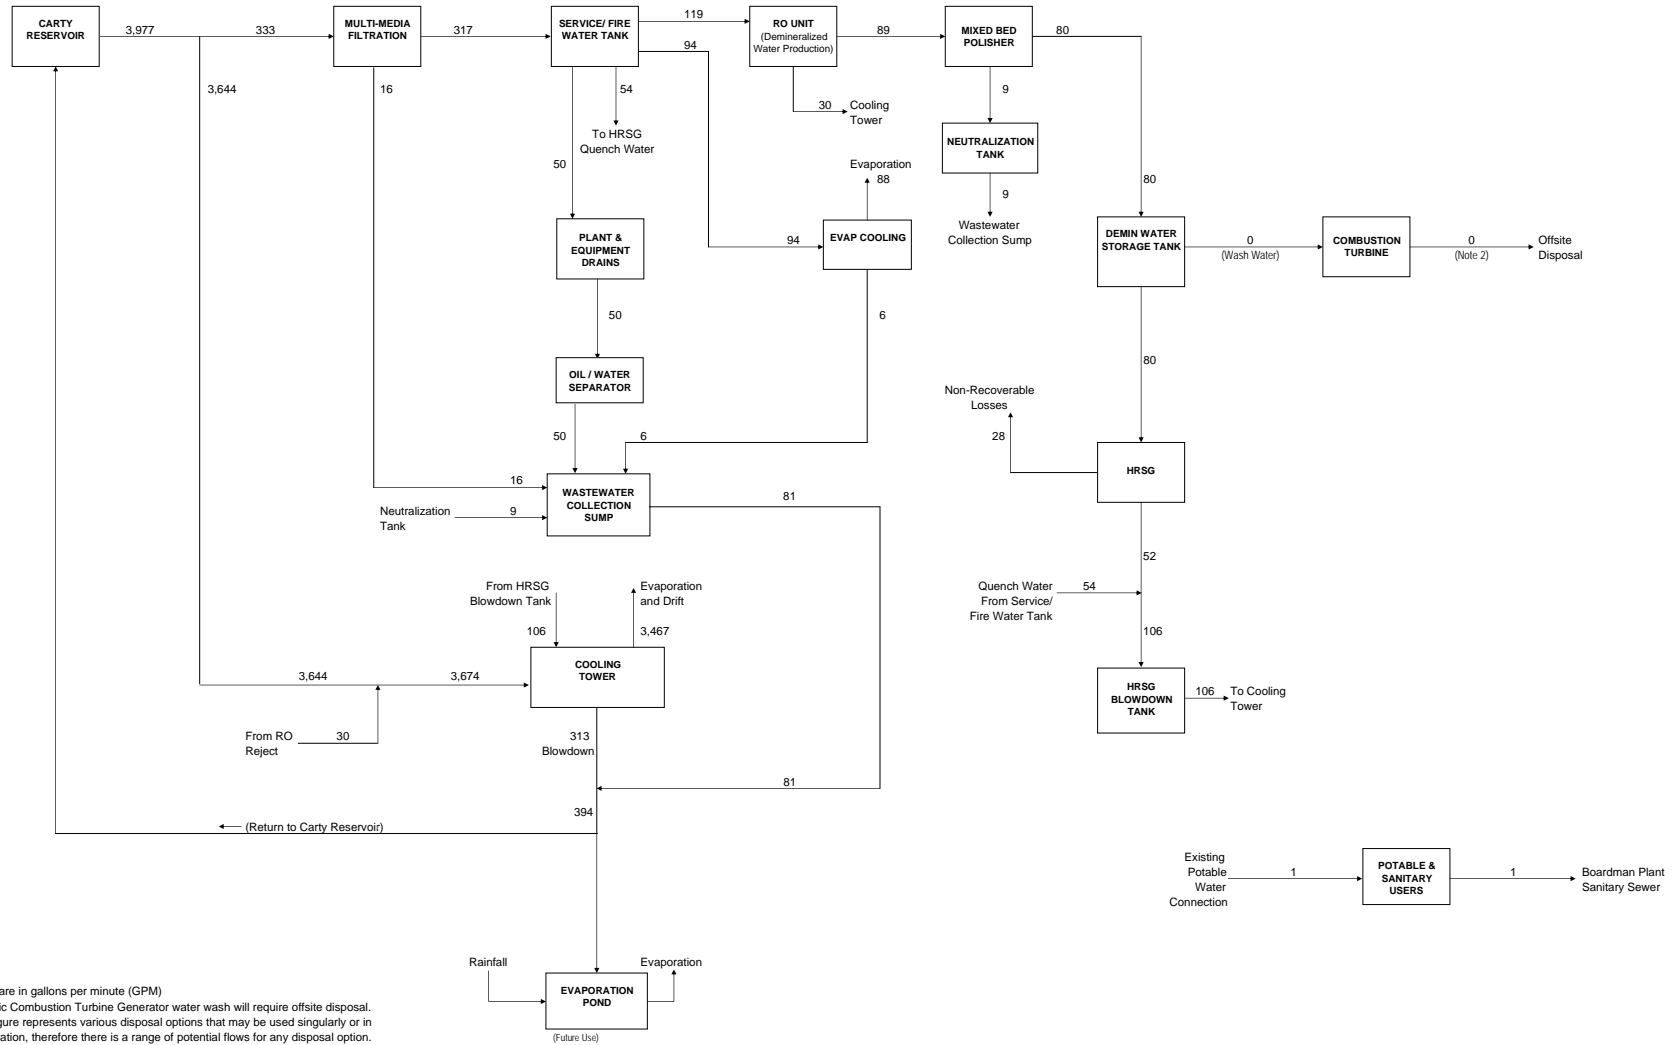 CARTY
RESERVOIR
3,977
333
MULTI-MEDIA
FILTRATION
317
SERVICE/ FIRE
WATER TANK
119
94
RO UNIT
(Demineralized
Water Production)
89
MIXED BED
POLISHER
80
3,644
16
54
To HRSG
Quench Water
50
30
Cooling
Tower
9
NEUTRALIZATION
TANK
9
Wastewater
Collection Sump
Evaporation
88
94
EVAP COOLING
6
80
PLANT &
EQUIPMENT
DRAINS
50
DEMIN WATER
STORAGE TANK
0
(Wash Water)
COMBUSTION
TURBINE
0
(Note 2)
Offsite
Disposal
80
OIL / WATER
SEPARATOR
50
6
Non-Recoverable
Losses
28
HRSG
16
Neutralization
Tank
9
WASTEWATER
COLLECTION
SUMP
81
52
Quench Water
From Service/
Fire Water Tank
54
106
From HRSG
Blowdown Tank
106
Evaporation
and Drift
3,467
3,644
3,674
COOLING
TOWER
HRSG
BLOWDOWN
TANK
106
To Cooling
Tower
From RO
Reject
30
313
Blowdown
81
394
(Return to Carty Reservoir)
Existing
Potable
Water
Connection
1
POTABLE &
SANITARY
USERS
1
Boardman Plant
Sanitary Sewer
Rainfall
Evaporation
EVAPORATION
POND
(Future Use)
are in gallons per minute (GPM)
Combustion Turbine Generator water wash will require offsite disposal.
represents various disposal options that may be used singularly or in
therefore there is a range of potential flows for any disposal option.